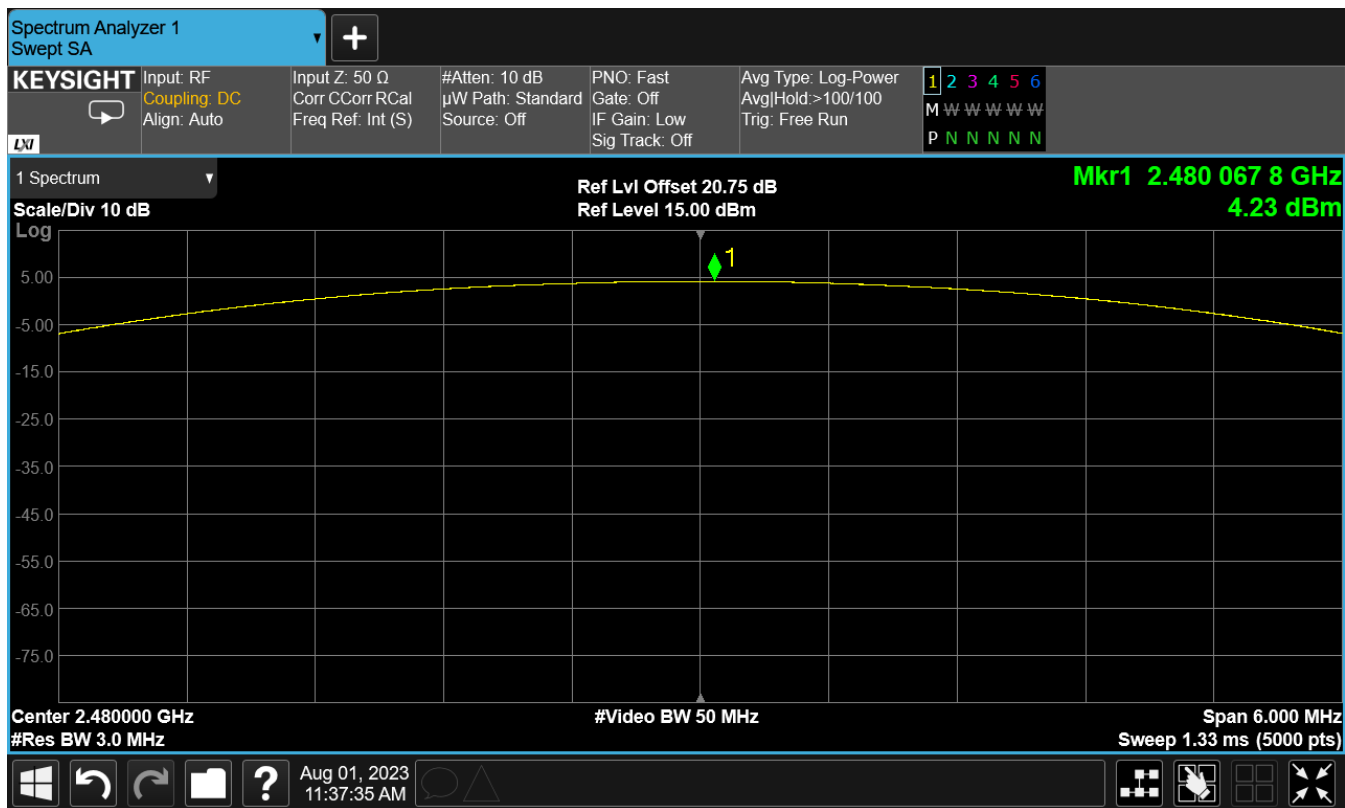 Spectrum Analyzer 1
Swept SA
KEYSIGHT
LXI
Input: RF
Coupling: DC
Align: Auto
Input Z: 50 Ω
Corr CCorr RCal
Freq Ref: Int (S)
#Atten: 10 dB
µW Path: Standard
Source: Off
PNO: Fast
Gate: Off
IF Gain: Low
Sig Track: Off
Avg Type: Log-Power
Avg|Hold:>100/100
Trig: Free Run
1 2 3 4 5 6
M W W W W W
P N N N N N
1 Spectrum
Scale/Div 10 dB
Log
Ref Lvl Offset 20.75 dB
Ref Level 15.00 dBm
Mkr1 2.480 067 8 GHz
4.23 dBm
1
5.00
-5.00
-15.0
-25.0
-35.0
-45.0
-55.0
-65.0
-75.0
Center 2.480000 GHz
#Res BW 3.0 MHz
#Video BW 50 MHz
Span 6.000 MHz
Sweep 1.33 ms (5000 pts)
?
Aug 01, 2023
11:37:35 AM